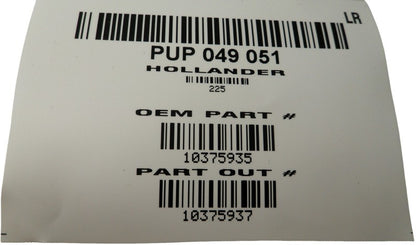 LR
PUP 049 051
HOLLANDER
225
OEM PART #
10375935
PART OUT #
10375937